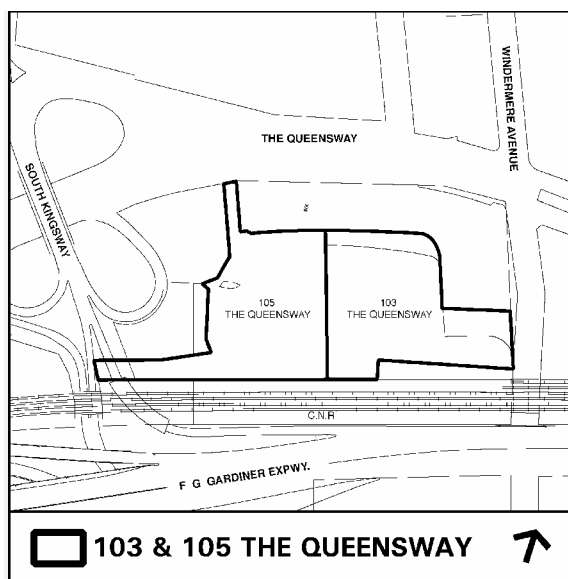 WINDERMERE AVENUE
THE QUEENSWAY
SOUTH KINGSWAY
105
THE QUEENSWAY
103
THE QUEENSWAY
C.N.R
F G GARDINER EXPWY.
103 & 105 THE QUEENSWAY